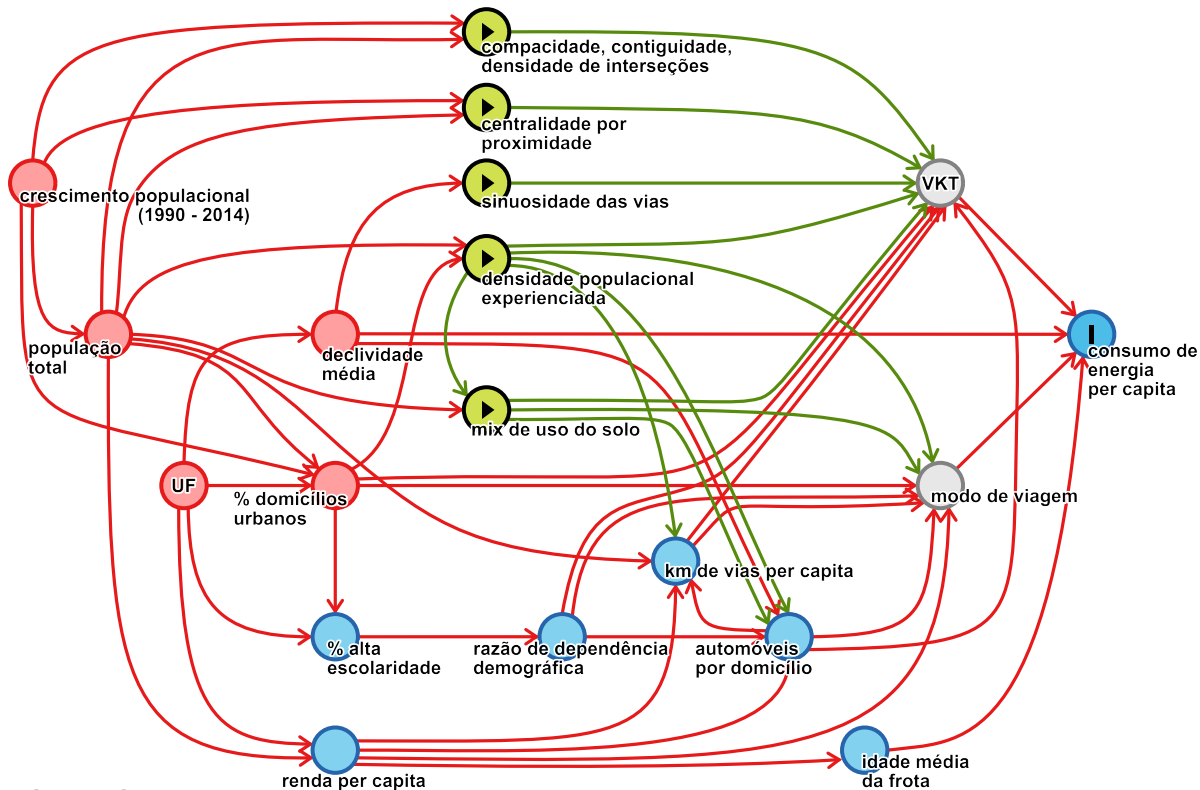 compacidade, contiguidade,
densidade de interseções
centralidade por
proximidade
crescimento populacional
(1990 - 2014)
sinuosidade das vias
VKT
densidade populacional
experienciada
população
total
declividade
média
consumo de
energia
per capita
mix de uso do solo
UF
% domicílios
urbanos
modo de viagem
km de vias per capita
% alta
escolaridade
razão de dependência
demográfica
automóveis
por domicílio
renda per capita
idade média
da frota